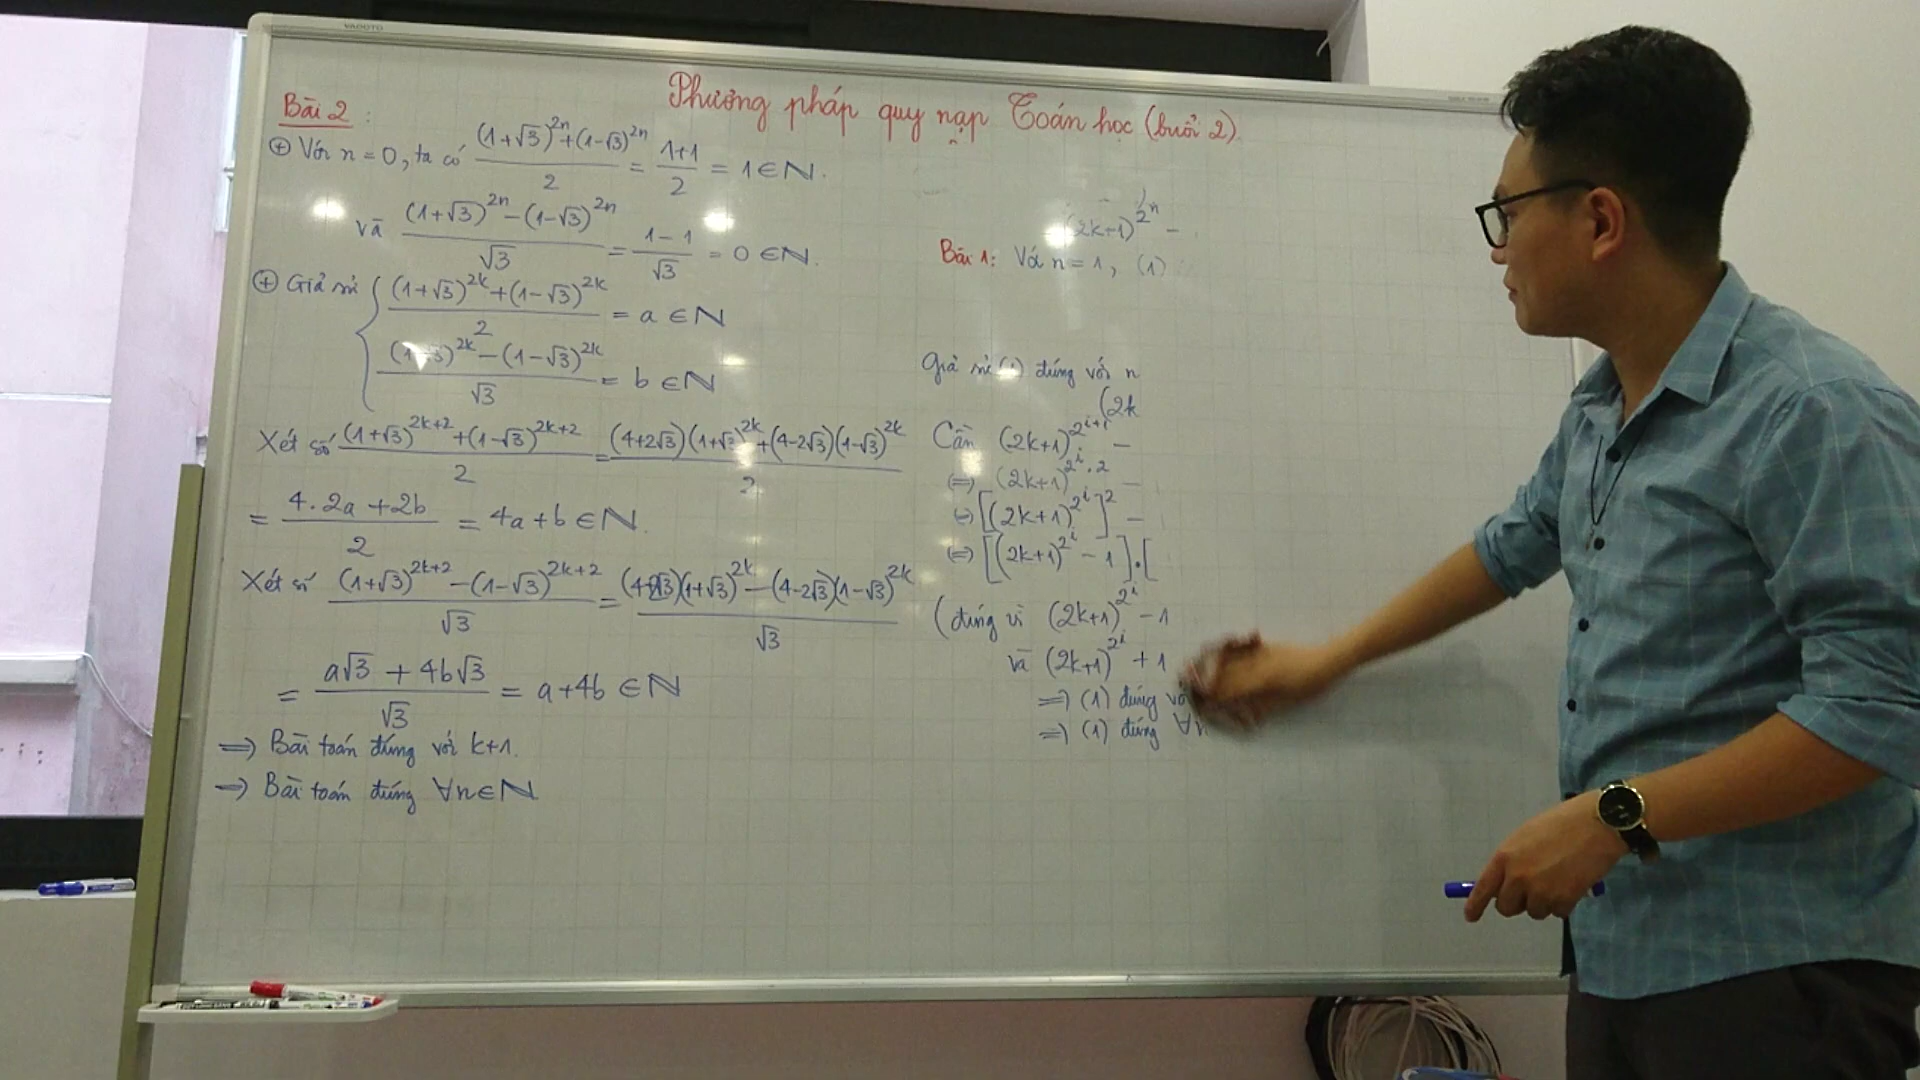 VADOTO
Phương pháp quy nạp Toán học (buổi 2).
Bài 2 :
⊕ Với n = 0, ta có ((1+√3)^2n + (1-√3)^2n)/2 = (1+1)/2 = 1 ∈ ℕ.
và ((1+√3)^2n - (1-√3)^2n)/√3 = (1-1)/√3 = 0 ∈ ℕ.
⊕ Giả sử { ((1+√3)^2k + (1-√3)^2k)/2 = a ∈ ℕ
((1+√3)^2k - (1-√3)^2k)/√3 = b ∈ ℕ
Xét số ((1+√3)^2k+2 + (1-√3)^2k+2)/2 = ((4+2√3)(1+√3)^2k + (4-2√3)(1-√3)^2k)/2
= (4.2a + 2b)/2 = 4a+b ∈ ℕ.
Xét số ((1+√3)^2k+2 - (1-√3)^2k+2)/√3 = ((4+2√3)(1+√3)^2k - (4-2√3)(1-√3)^2k)/√3
= (a√3 + 4b√3)/√3 = a+4b ∈ ℕ
=> Bài toán đúng với k+1.
=> Bài toán đúng ∀n∈ℕ
(2k+1)^2^n -
Bài 1: Với n = 1, (1)
Giả sử (1) đúng với n
(2k
Cần (2k+1)^2^i+1 -
(=) (2k+1)^2^i.2 -
(=) [(2k+1)^2^i]^2 -
(=) [(2k+1)^2^i - 1].[
(đúng vì (2k+1)^2^i - 1
và (2k+1)^2^i + 1
=> (1) đúng
=> (1) đúng